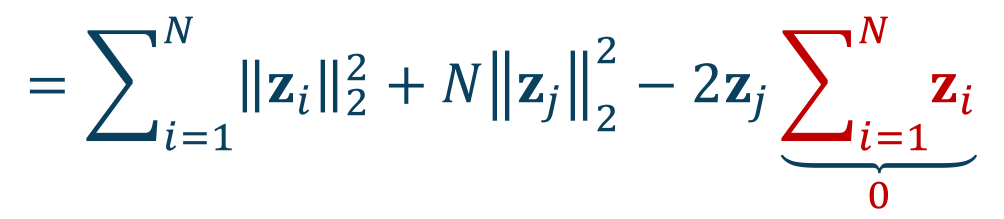 = ∑_{i=1}^{N} ‖𝐳_i‖_2^2 + N‖𝐳_j‖_2^2 − 2𝐳_j ∑_{i=1}^{N} 𝐳_i
0